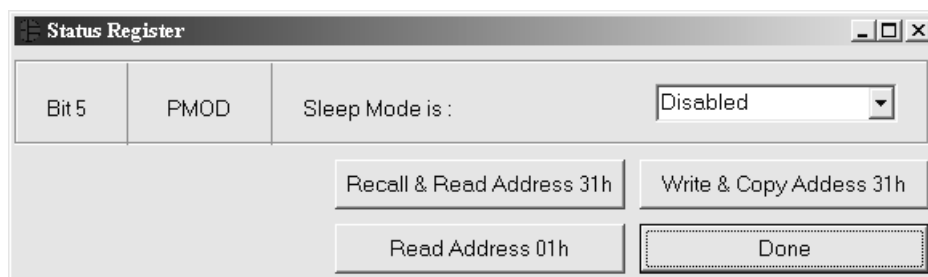 Status Register
Bit 5 PMOD Sleep Mode is : Disabled
Recall & Read Address 31h Write & Copy Addess 31h
Read Address 01h Done